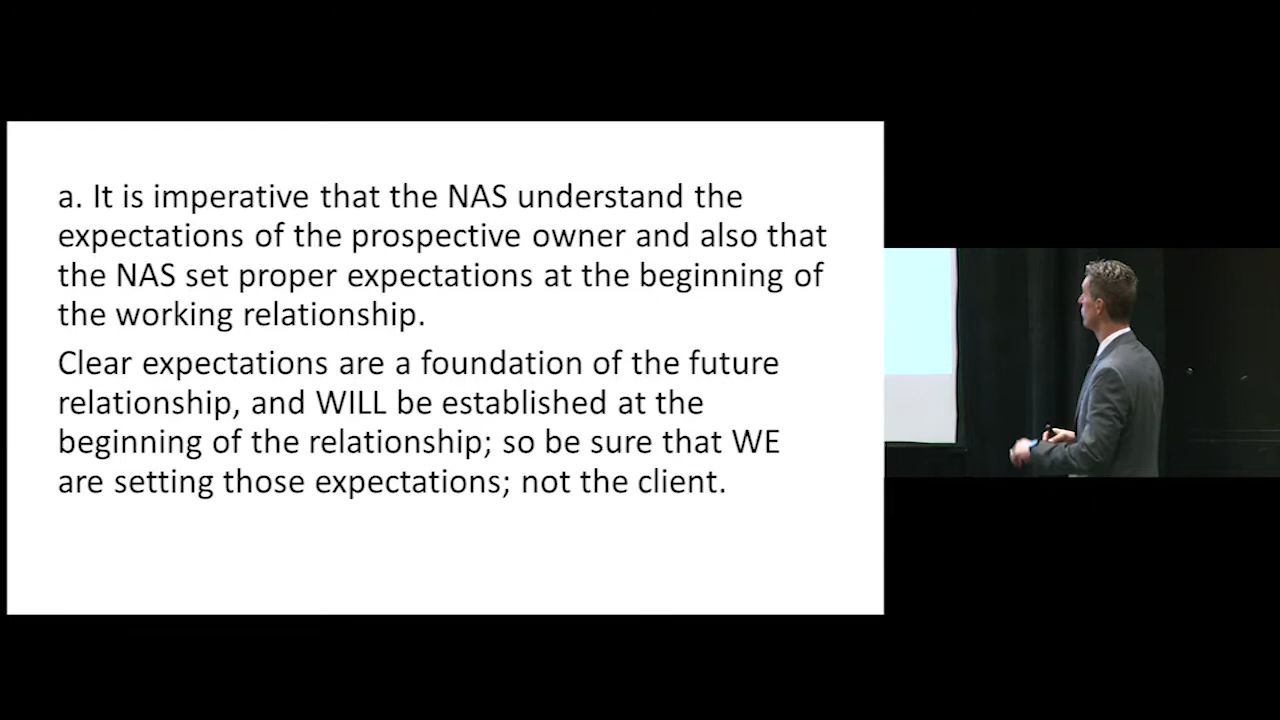 a. It is imperative that the NAS understand the
expectations of the prospective owner and also that
the NAS set proper expectations at the beginning of
the working relationship.
Clear expectations are a foundation of the future
relationship, and WILL be established at the
beginning of the relationship; so be sure that WE
are setting those expectations; not the client.